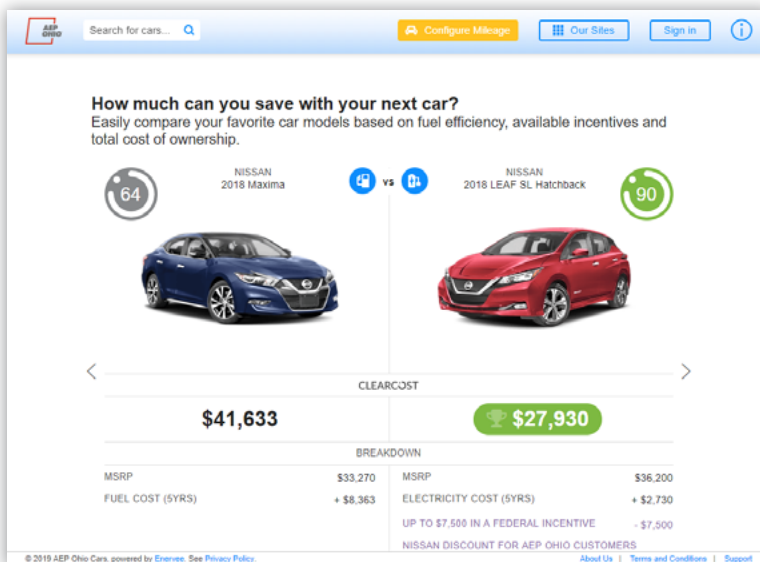 AEP
OHIO
Search for cars...
Configure Mileage
Our Sites
Sign in
How much can you save with your next car?
Easily compare your favorite car models based on fuel efficiency, available incentives and
total cost of ownership.
64
NISSAN
2018 Maxima
vs
NISSAN
2018 LEAF SL Hatchback
90
CLEARCOST
$41,633
$27,930
BREAKDOWN
MSRP $33,270
FUEL COST (5YRS) + $8,363
MSRP $36,200
ELECTRICITY COST (5YRS) + $2,730
UP TO $7,500 IN A FEDERAL INCENTIVE - $7,500
NISSAN DISCOUNT FOR AEP OHIO CUSTOMERS
© 2019 AEP Ohio Cars, powered by Enervee. See Privacy Policy.
About Us | Terms and Conditions | Support